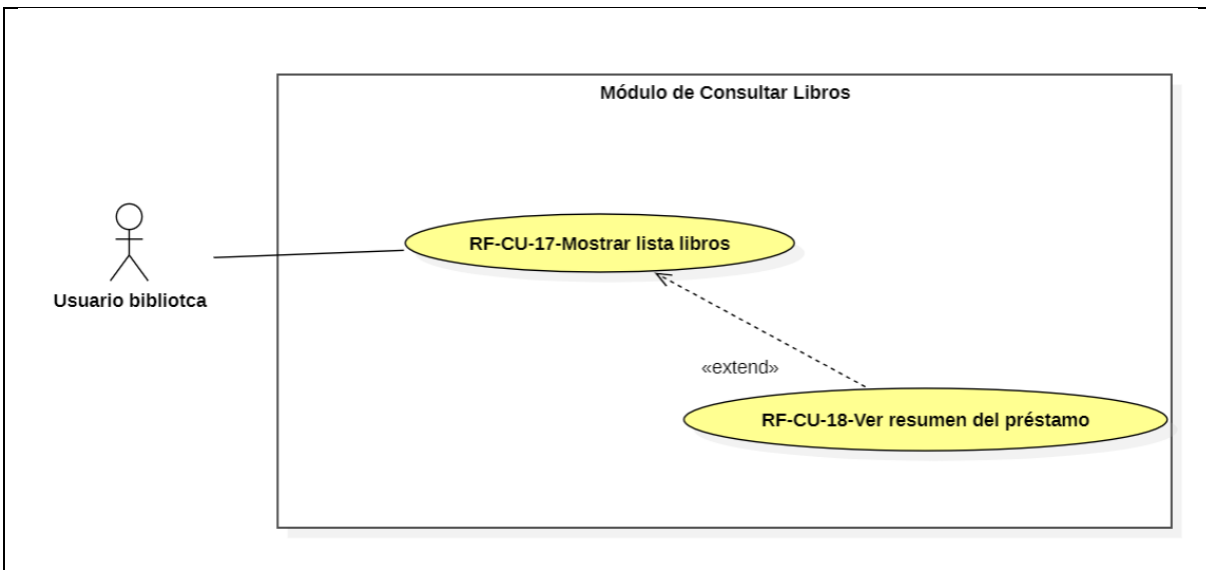 Módulo de Consultar Libros
RF-CU-17-Mostrar lista libros
Usuario bibliotca
«extend»
RF-CU-18-Ver resumen del préstamo